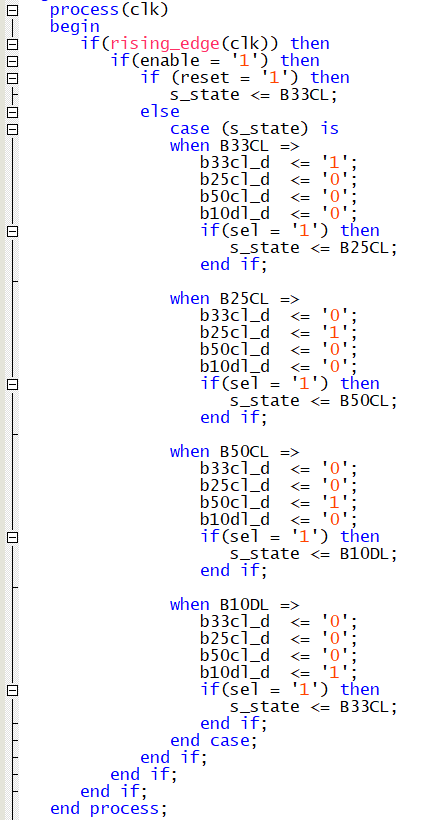 process(clk)
begin
if(rising_edge(clk)) then
if(enable = '1') then
if (reset = '1') then
s_state <= B33CL;
else
case (s_state) is
when B33CL =>
b33cl_d <= '1';
b25cl_d <= '0';
b50cl_d <= '0';
b10dl_d <= '0';
if(sel = '1') then
s_state <= B25CL;
end if;
when B25CL =>
b33cl_d <= '0';
b25cl_d <= '1';
b50cl_d <= '0';
b10dl_d <= '0';
if(sel = '1') then
s_state <= B50CL;
end if;
when B50CL =>
b33cl_d <= '0';
b25cl_d <= '0';
b50cl_d <= '1';
b10dl_d <= '0';
if(sel = '1') then
s_state <= B10DL;
end if;
when B10DL =>
b33cl_d <= '0';
b25cl_d <= '0';
b50cl_d <= '0';
b10dl_d <= '1';
if(sel = '1') then
s_state <= B33CL;
end if;
end case;
end if;
end if;
end if;
end process;